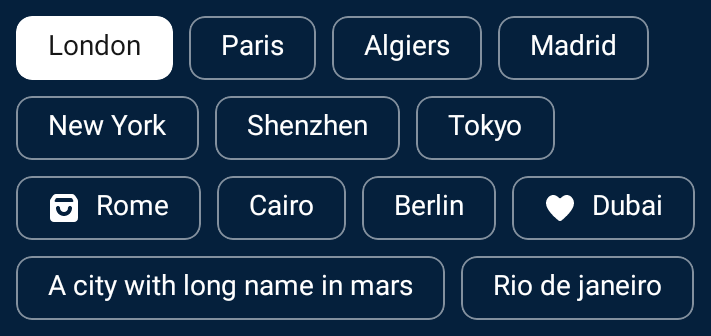 London Paris Algiers Madrid
New York Shenzhen Tokyo
Rome Cairo Berlin Dubai
A city with long name in mars Rio de janeiro